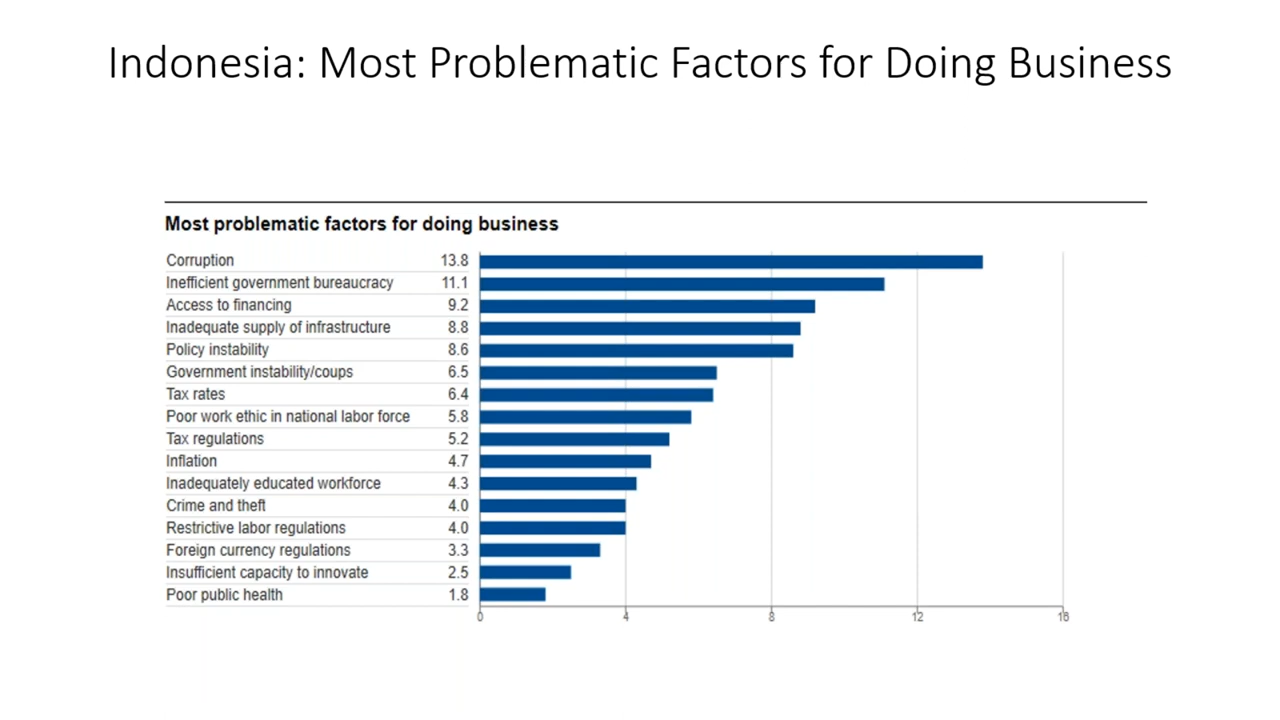 Indonesia: Most Problematic Factors for Doing Business
Most problematic factors for doing business
Corruption 13.8
Inefficient government bureaucracy 11.1
Access to financing 9.2
Inadequate supply of infrastructure 8.8
Policy instability 8.6
Government instability/coups 6.5
Tax rates 6.4
Poor work ethic in national labor force 5.8
Tax regulations 5.2
Inflation 4.7
Inadequately educated workforce 4.3
Crime and theft 4.0
Restrictive labor regulations 4.0
Foreign currency regulations 3.3
Insufficient capacity to innovate 2.5
Poor public health 1.8
0 4 8 12 16